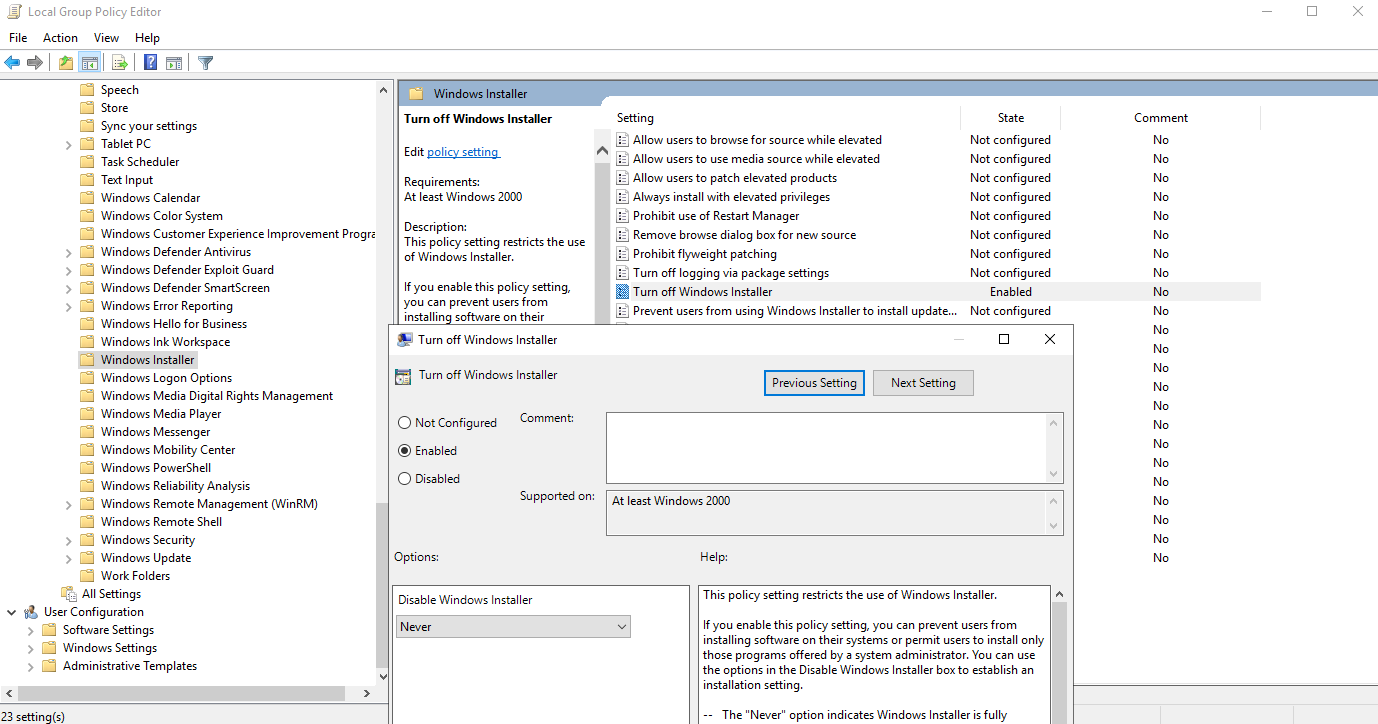 Local Group Policy Editor
File Action View Help
Speech
Store
Sync your settings
Tablet PC
Task Scheduler
Text Input
Windows Calendar
Windows Color System
Windows Customer Experience Improvement Progra
Windows Defender Antivirus
Windows Defender Exploit Guard
Windows Defender SmartScreen
Windows Error Reporting
Windows Hello for Business
Windows Ink Workspace
Windows Installer
Windows Logon Options
Windows Media Digital Rights Management
Windows Media Player
Windows Messenger
Windows Mobility Center
Windows PowerShell
Windows Reliability Analysis
Windows Remote Management (WinRM)
Windows Remote Shell
Windows Security
Windows Update
Work Folders
All Settings
User Configuration
Software Settings
Windows Settings
Administrative Templates
23 setting(s)
Windows Installer
Turn off Windows Installer
Edit policy setting
Requirements:
At least Windows 2000
Description:
This policy setting restricts the use
of Windows Installer.
If you enable this policy setting,
you can prevent users from
installing software on their
Setting State Comment
Allow users to browse for source while elevated Not configured No
Allow users to use media source while elevated Not configured No
Allow users to patch elevated products Not configured No
Always install with elevated privileges Not configured No
Prohibit use of Restart Manager Not configured No
Remove browse dialog box for new source Not configured No
Prohibit flyweight patching Not configured No
Turn off logging via package settings Not configured No
Turn off Windows Installer Enabled No
Prevent users from using Windows Installer to install update... Not configured No
No
No
No
No
No
No
No
No
No
No
No
No
No
Turn off Windows Installer
Turn off Windows Installer
Previous Setting Next Setting
Not Configured
Enabled
Disabled
Comment:
Supported on:
At least Windows 2000
Options:
Help:
Disable Windows Installer
Never
This policy setting restricts the use of Windows Installer.
If you enable this policy setting, you can prevent users from
installing software on their systems or permit users to install only
those programs offered by a system administrator. You can use
the options in the Disable Windows Installer box to establish an
installation setting.
-- The "Never" option indicates Windows Installer is fully